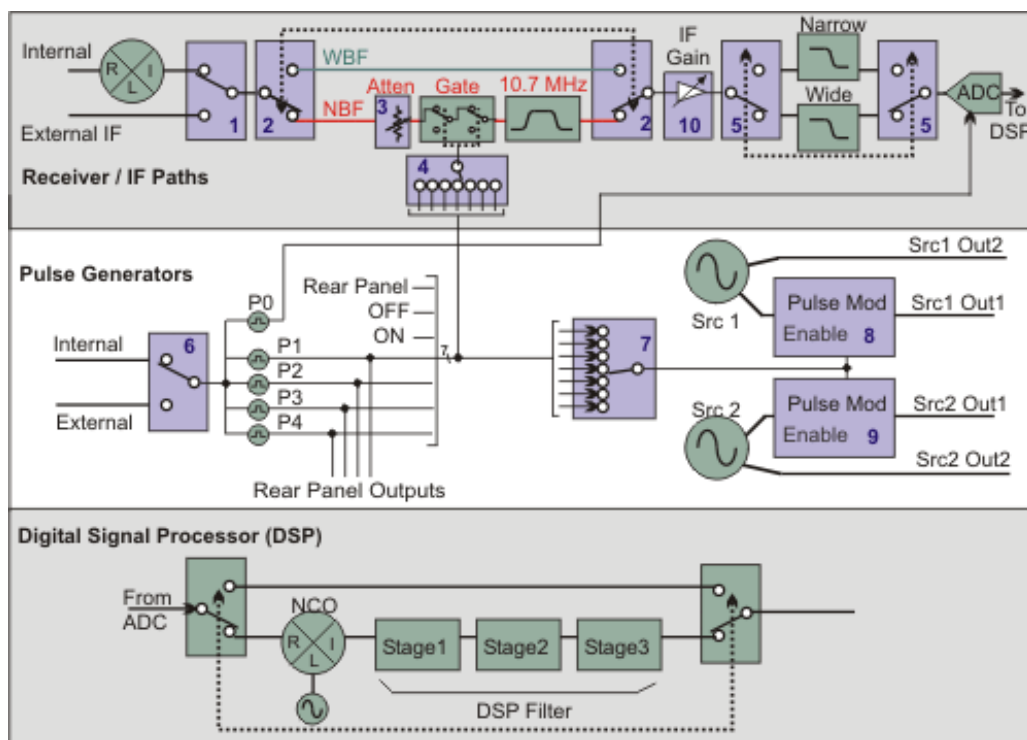 Internal
R
I
L
External IF
1
2
WBF
NBF
Atten
3
Gate
10.7 MHz
4
2
IF
Gain
10
5
Narrow
Wide
5
ADC
To
DSP
Receiver / IF Paths
Pulse Generators
Internal
External
6
P0
P1
P2
P3
P4
Rear Panel
OFF
ON
7
Rear Panel Outputs
7
Src 1
Src1 Out2
Pulse Mod
Enable 8
Src1 Out1
Src 2
Pulse Mod
Enable 9
Src2 Out1
Src2 Out2
Digital Signal Processor (DSP)
From
ADC
NCO
R
I
L
Stage1
Stage2
Stage3
DSP Filter